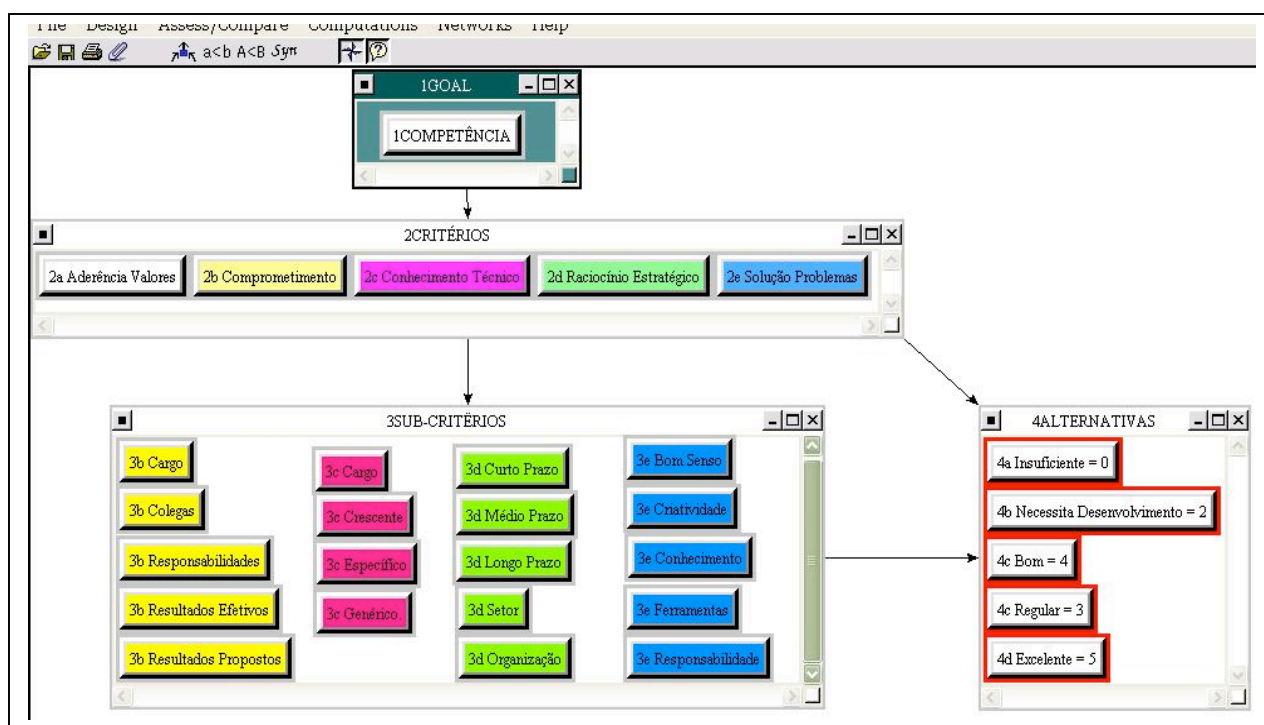 File Design Assess/Compare Computations Networks Help
a<b A<B Syn
1GOAL
1COMPETÊNCIA
2CRITÉRIOS
2a Aderência Valores
2b Comprometimento
2c Conhecimento Técnico
2d Raciocínio Estratégico
2e Solução Problemas
3SUB-CRITËRIOS
3b Cargo
3b Colegas
3b Responsabilidades
3b Resultados Efetivos
3b Resultados Propostos
3c Cargo
3c Crescente
3c Específico
3c Genérico.
3d Curto Prazo
3d Médio Prazo
3d Longo Prazo
3d Setor
3d Organização
3e Bom Senso
3e Criatividade
3e Conhecimento
3e Ferramentas
3e Responsabilidade
4ALTERNATIVAS
4a Insuficiente = 0
4b Necessita Desenvolvimento = 2
4c Bom = 4
4c Regular = 3
4d Excelente = 5